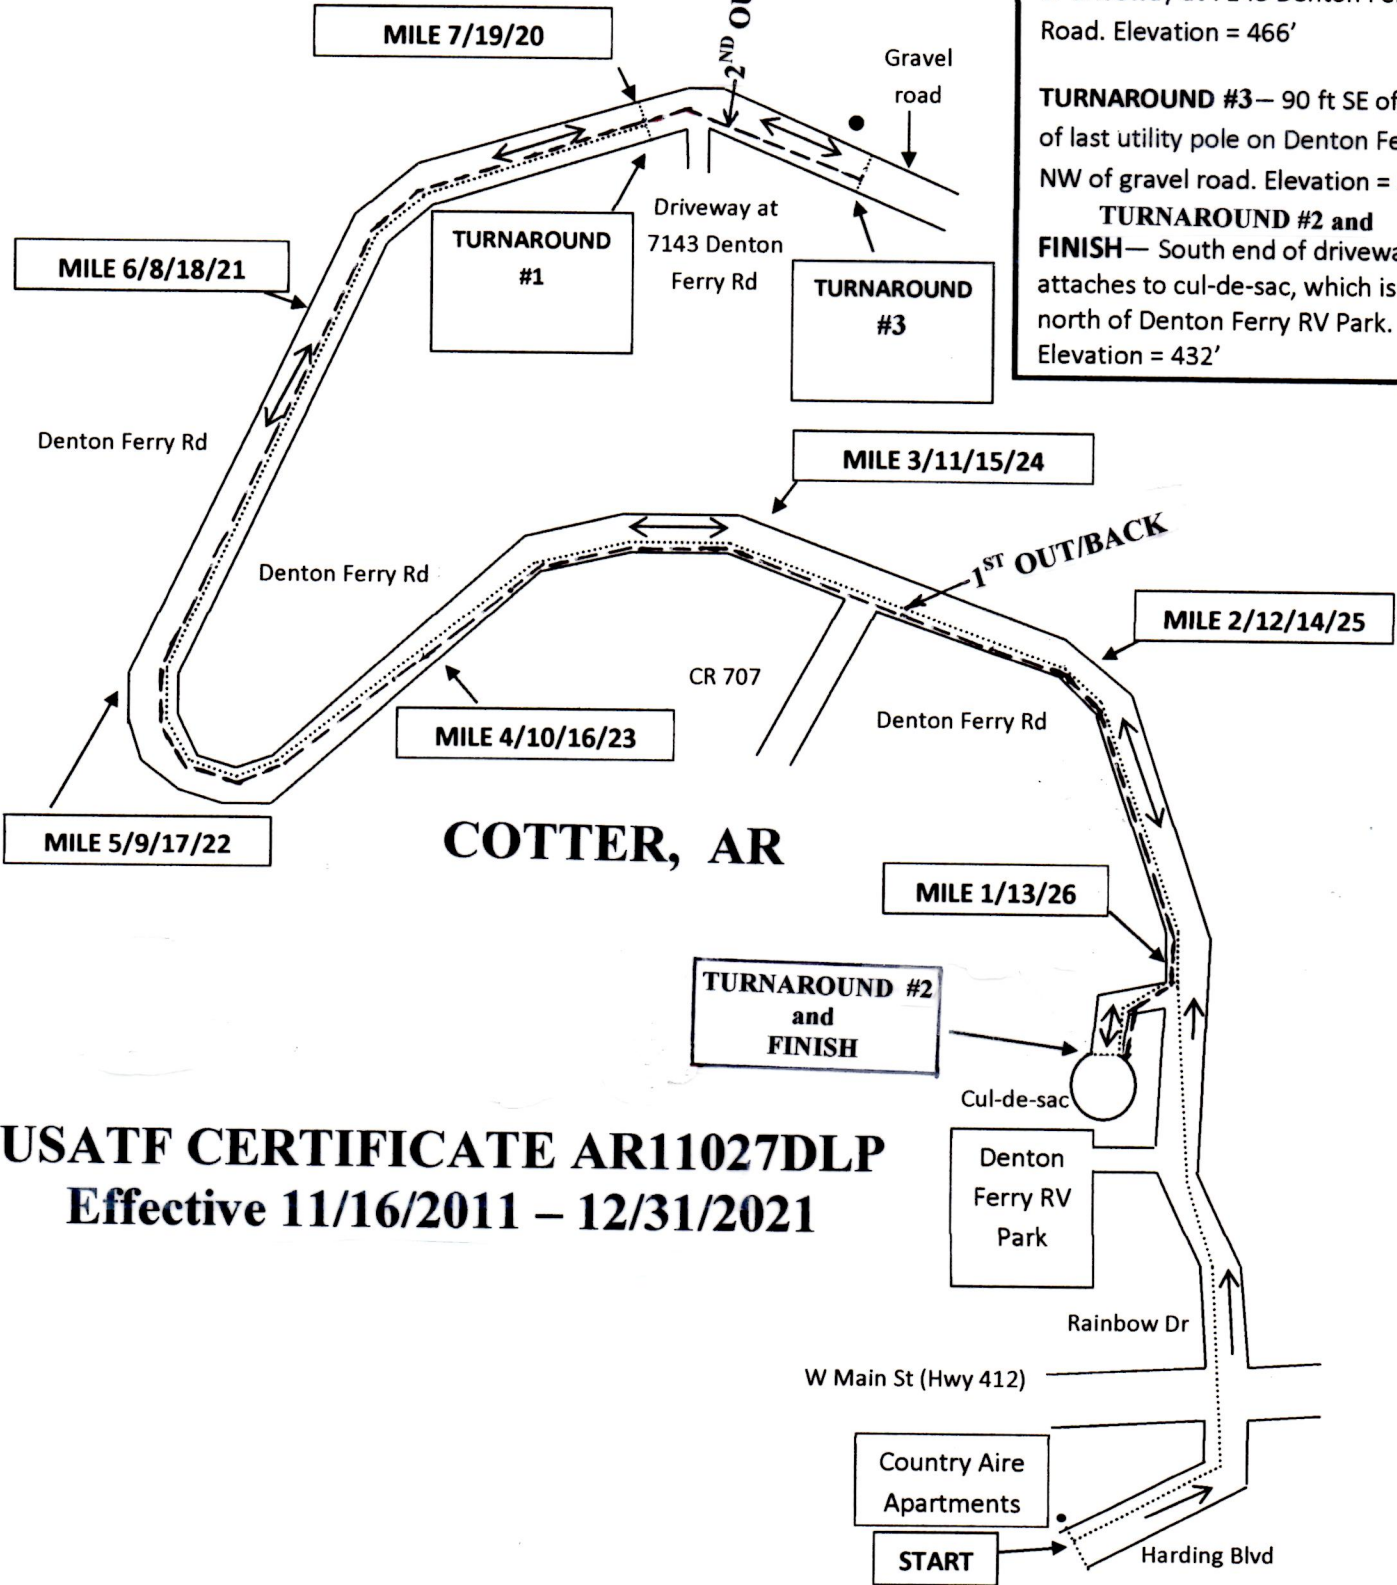 MILE 7/19/20
2ND
Gravel
road
Road. Elevation = 466’
TURNAROUND #3— 90 ft SE of
of last utility pole on Denton
NW of gravel road. Elevation =
TURNAROUND #2 and
FINISH— South end of
attaches to cul-de-sac, which is
north of Denton Ferry RV Park.
Elevation = 432’
TURNAROUND
#1
Driveway at
7143 Denton
Ferry Rd
TURNAROUND
#3
MILE 6/8/18/21
Denton Ferry Rd
MILE 3/11/15/24
1ST OUT/BACK
Denton Ferry Rd
MILE 2/12/14/25
CR 707
Denton Ferry Rd
MILE 4/10/16/23
MILE 5/9/17/22
COTTER, AR
MILE 1/13/26
TURNAROUND #2
and
FINISH
Cul-de-sac
USATF CERTIFICATE AR11027DLP
Effective 11/16/2011 – 12/31/2021
Denton
Ferry RV
Park
Rainbow Dr
W Main St (Hwy 412)
Country Aire
Apartments
START
Harding Blvd